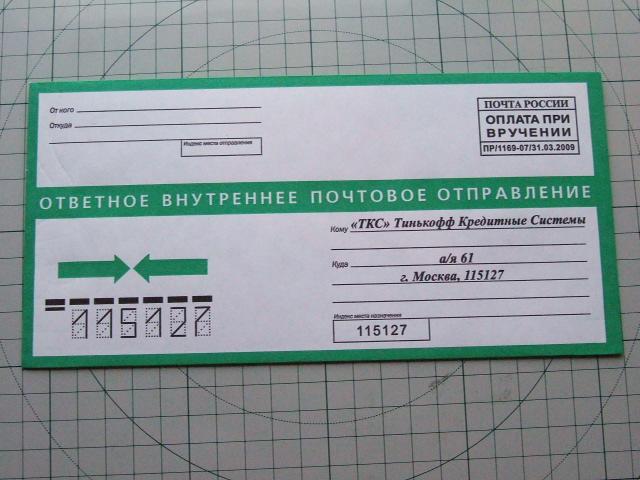 От кого
Откуда
Индекс места отправления
ПОЧТА РОССИИ
ОПЛАТА ПРИ
ВРУЧЕНИИ
ПР/1169-07/31.03.2009
ОТВЕТНОЕ ВНУТРЕННЕЕ ПОЧТОВОЕ ОТПРАВЛЕНИЕ
Кому «ТКС» Тинькофф Кредитные Системы
Куда а/я 61
г. Москва, 115127
Индекс места назначения
115127
115127